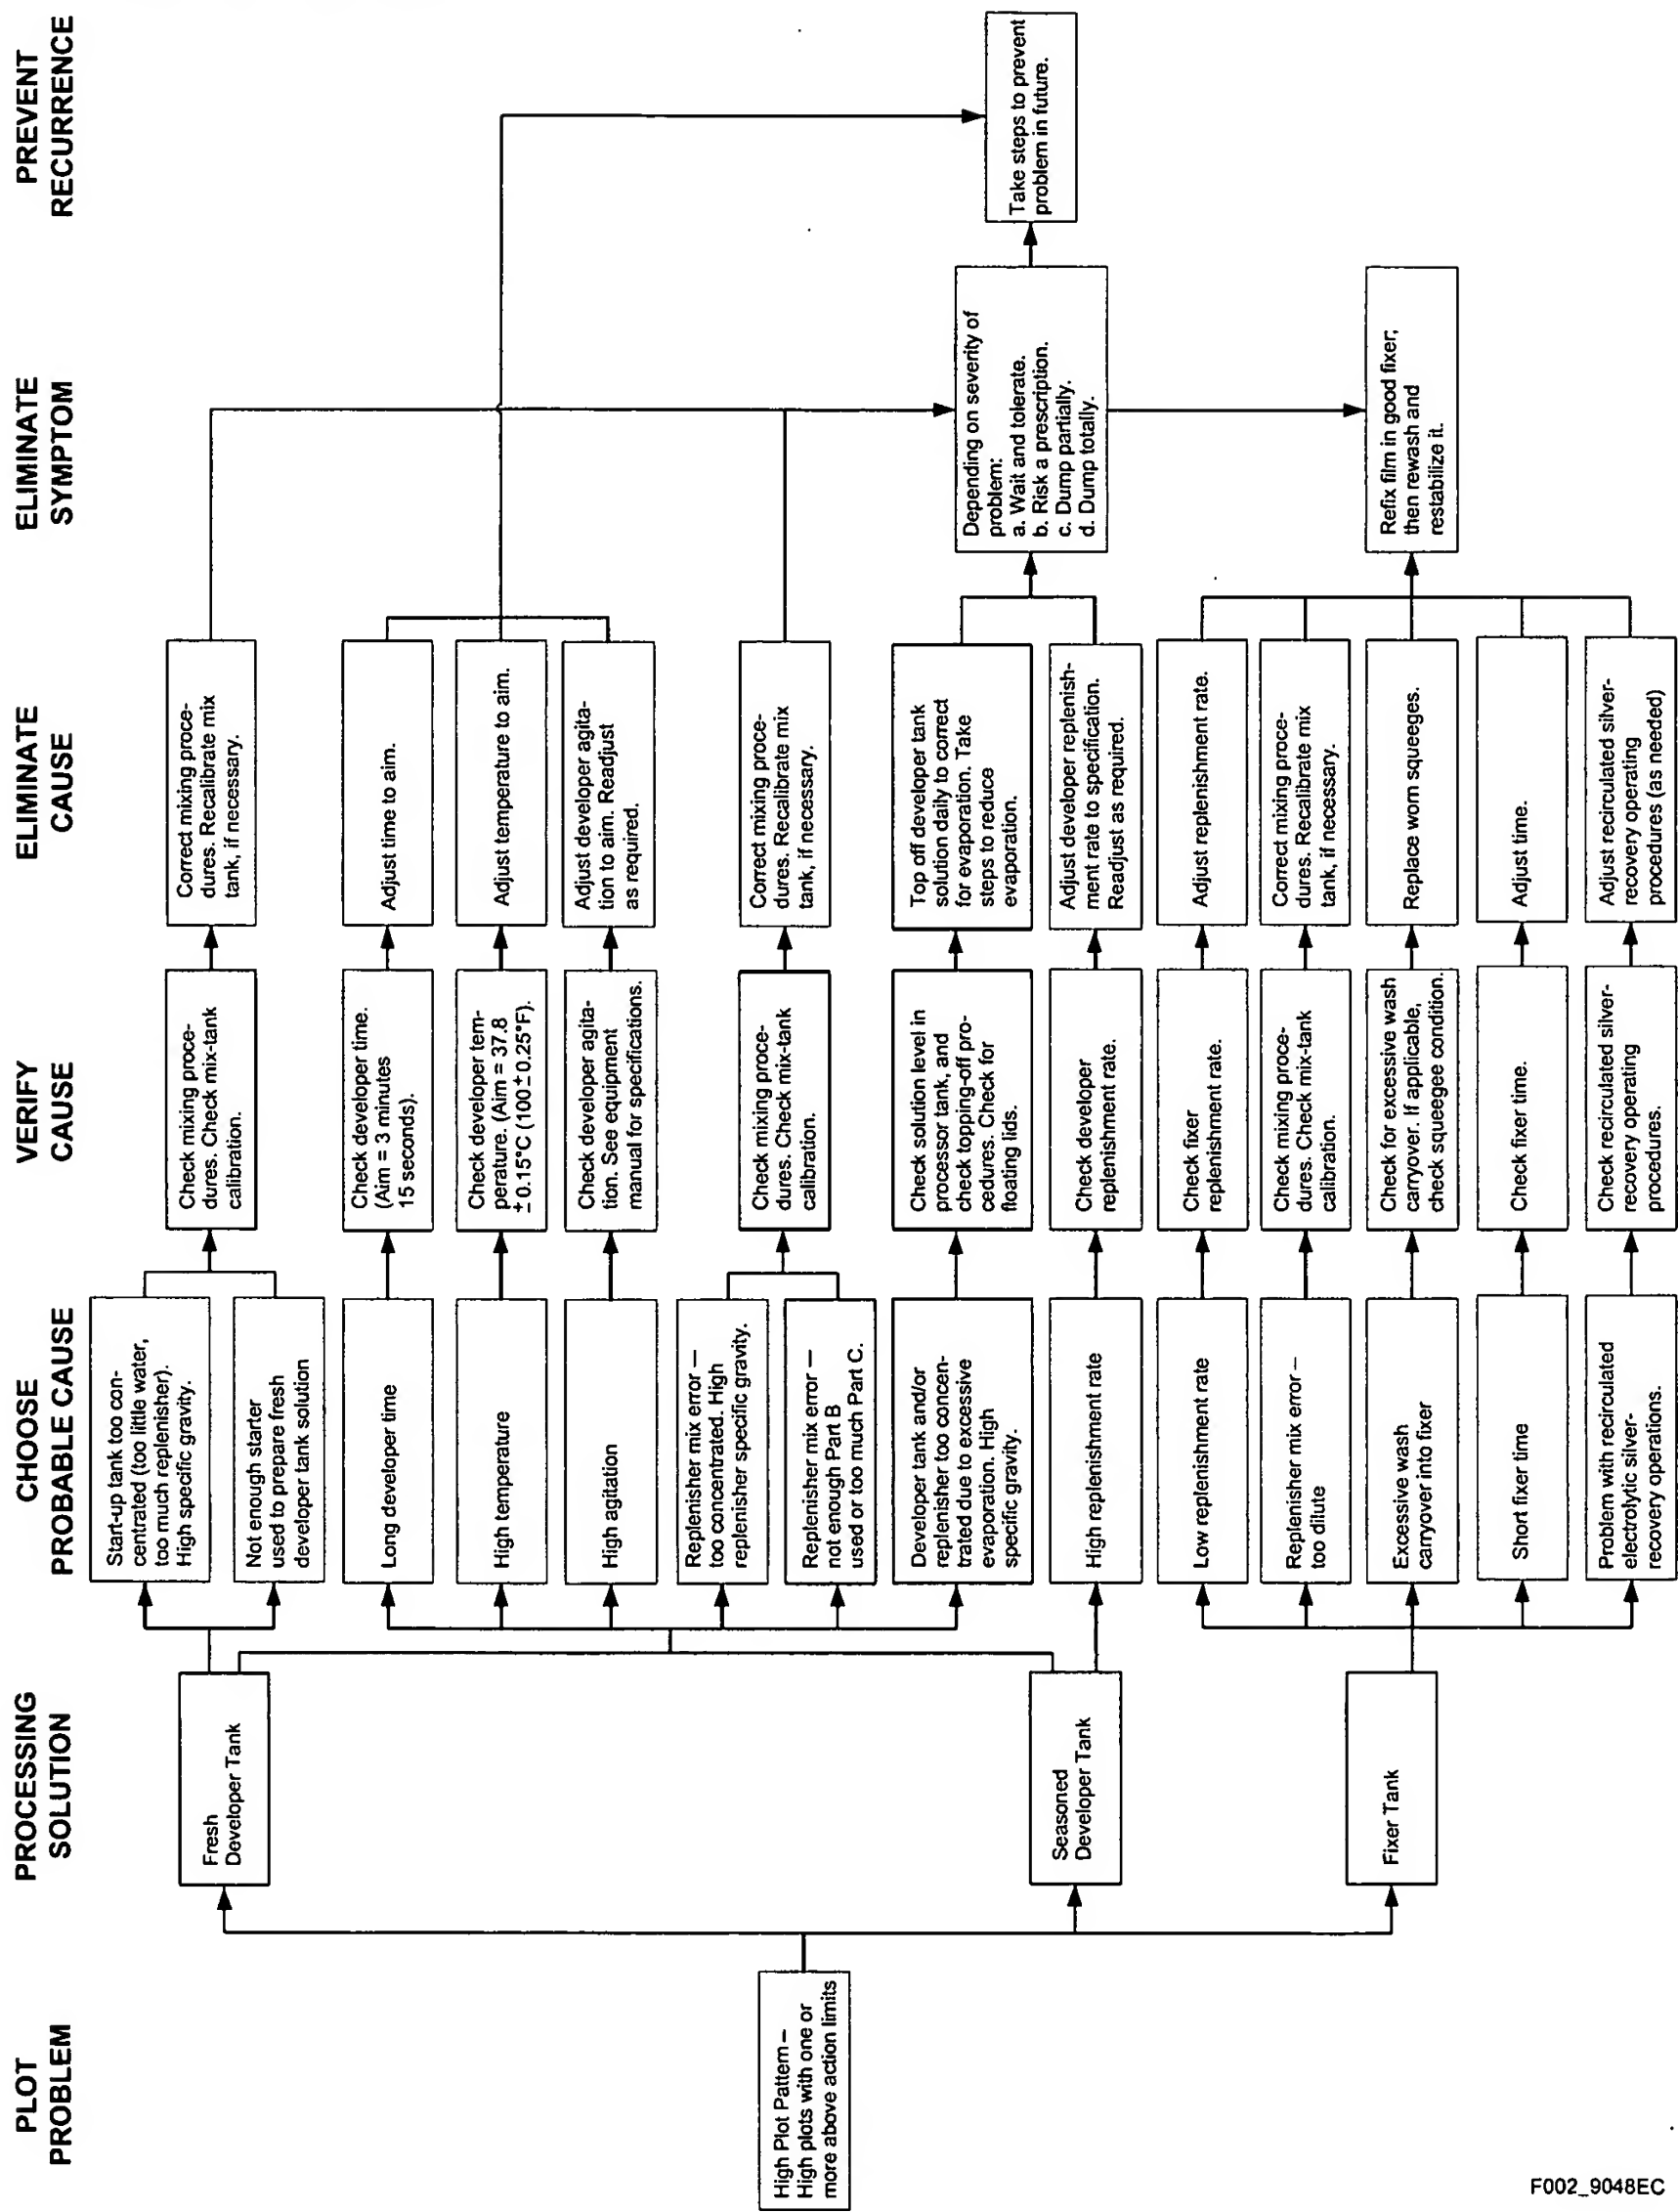 PLOT
PROBLEM
PROCESSING
SOLUTION
CHOOSE
PROBABLE CAUSE
VERIFY
CAUSE
ELIMINATE
CAUSE
ELIMINATE
SYMPTOM
PREVENT
RECURRENCE
High Plot Pattern –
High plots with one or
more above action limits
Fresh
Developer Tank
Seasoned
Developer Tank
Fixer Tank
Start-up tank too con-
centrated (too little water,
too much replenisher).
High specific gravity.
Not enough starter
used to prepare fresh
developer tank solution
Long developer time
High temperature
High agitation
Replenisher mix error —
too concentrated. High
replenisher specific gravity.
Replenisher mix error —
not enough Part B
used or too much Part C.
Developer tank and/or
replenisher too concen-
trated due to excessive
evaporation. High
specific gravity.
High replenishment rate
Low replenishment rate
Replenisher mix error –
too dilute
Excessive wash
carryover into fixer
Short fixer time
Problem with recirculated
electrolytic silver-
recovery operations.
Check mixing proce-
dures. Check mix-tank
calibration.
Check developer time.
(Aim = 3 minutes
15 seconds).
Check developer tem-
perature. (Aim = 37.8
±0.15°C (100±0.25°F).
Check developer agita-
tion. See equipment
manual for specifications.
Check mixing proce-
dures. Check mix-tank
calibration.
Check solution level in
processor tank, and
check topping-off pro-
cedures. Check for
floating lids.
Check developer
replenishment rate.
Check fixer
replenishment rate.
Check mixing proce-
dures. Check mix-tank
calibration.
Check for excessive wash
carryover. If applicable,
check squeegee condition.
Check fixer time.
Check recirculated silver-
recovery operating
procedures.
Correct mixing proce-
dures. Recalibrate mix
tank, if necessary.
Adjust time to aim.
Adjust temperature to aim.
Adjust developer agita-
tion to aim. Readjust
as required.
Correct mixing proce-
dures. Recalibrate mix
tank, if necessary.
Top off developer tank
solution daily to correct
for evaporation. Take
steps to reduce
evaporation.
Adjust developer replenish-
ment rate to specification.
Readjust as required.
Adjust replenishment rate.
Correct mixing proce-
dures. Recalibrate mix
tank, if necessary.
Replace worn squeeges.
Adjust time.
Adjust recirculated silver-
recovery operating
procedures (as needed)
Depending on severity of
problem:
a. Wait and tolerate.
b. Risk a prescription.
c. Dump partially.
d. Dump totally.
Refix film in good fixer;
then rewash and
restabilize it.
Take steps to prevent
problem in future.
F002_9048EC